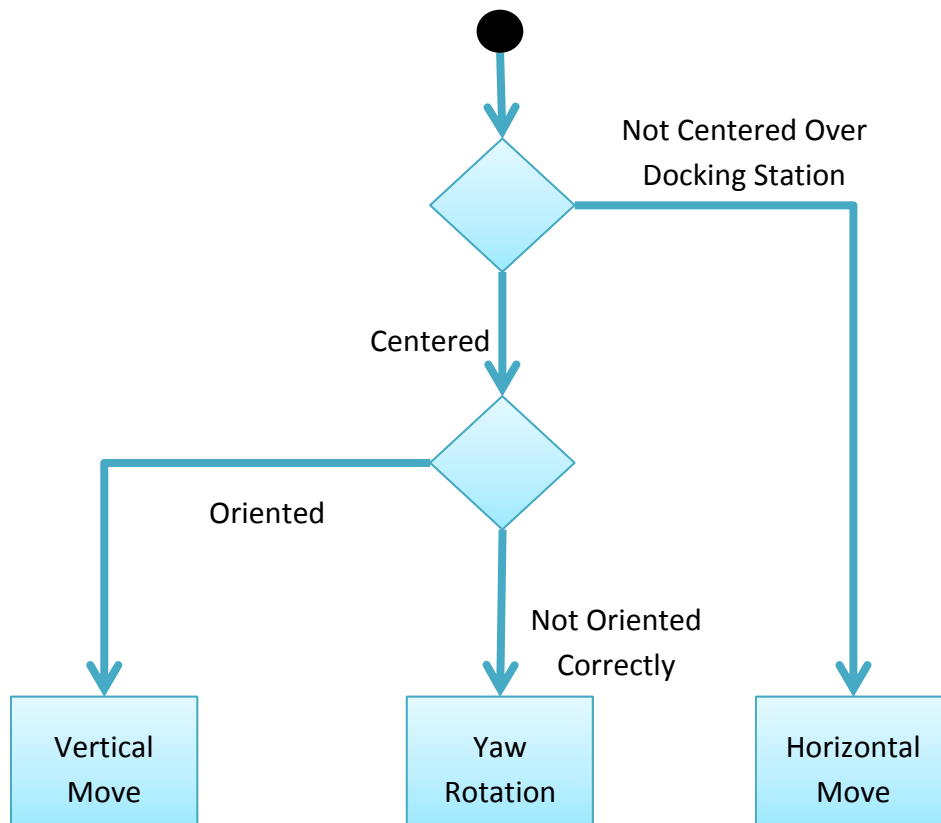 Not Centered Over
Docking Station
Centered
Oriented
Not Oriented
Correctly
Vertical
Move
Yaw
Rotation
Horizontal
Move